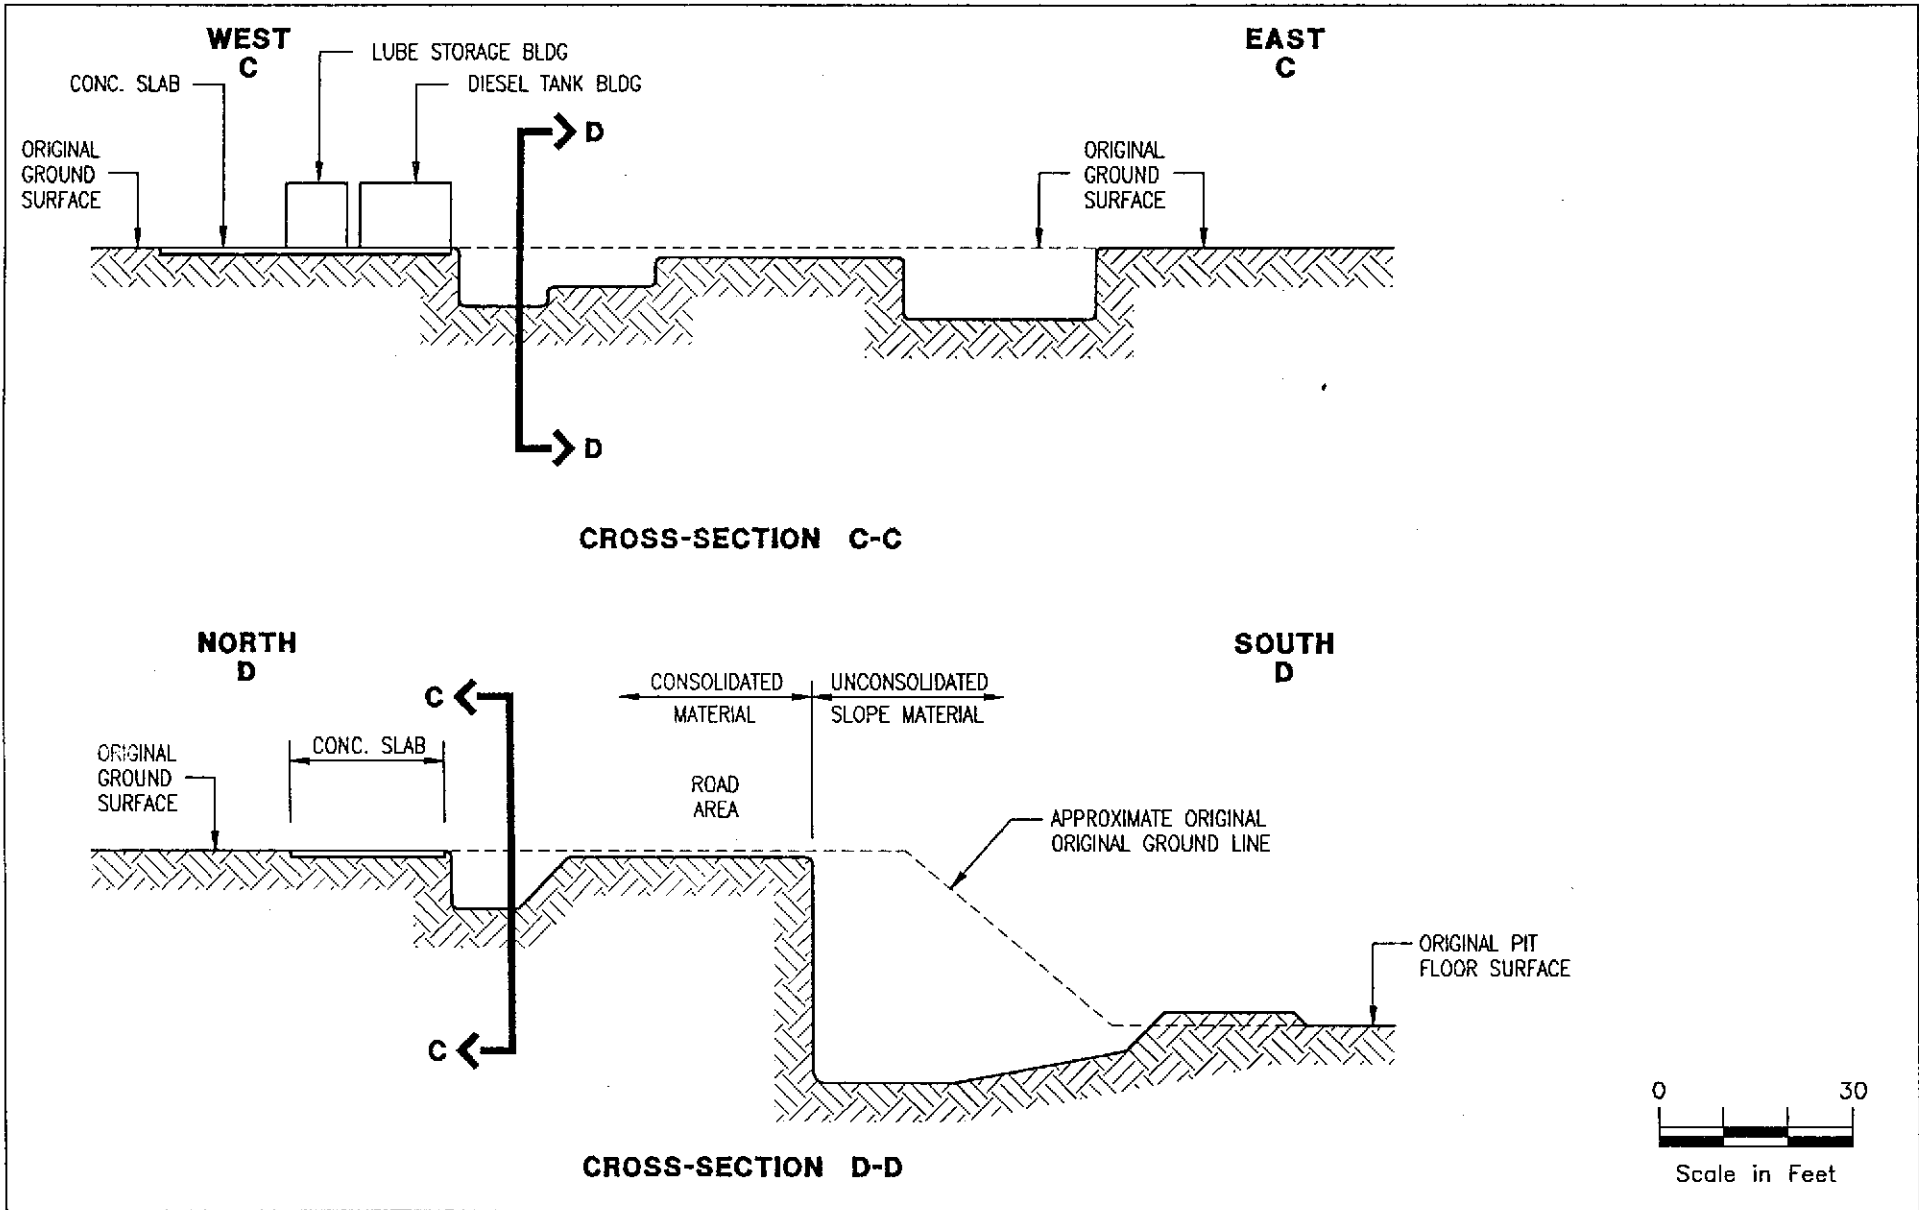 WEST
C
EAST
C
LUBE STORAGE BLDG
CONC. SLAB
DIESEL TANK BLDG
D
ORIGINAL
GROUND
SURFACE
ORIGINAL
GROUND
SURFACE
D
CROSS-SECTION C-C
NORTH
D
SOUTH
D
C
CONSOLIDATED
MATERIAL
UNCONSOLIDATED
SLOPE MATERIAL
CONC. SLAB
ORIGINAL
GROUND
SURFACE
ROAD
AREA
APPROXIMATE ORIGINAL
ORIGINAL GROUND LINE
ORIGINAL PIT
FLOOR SURFACE
C
0 30
Scale in Feet
CROSS-SECTION D-D